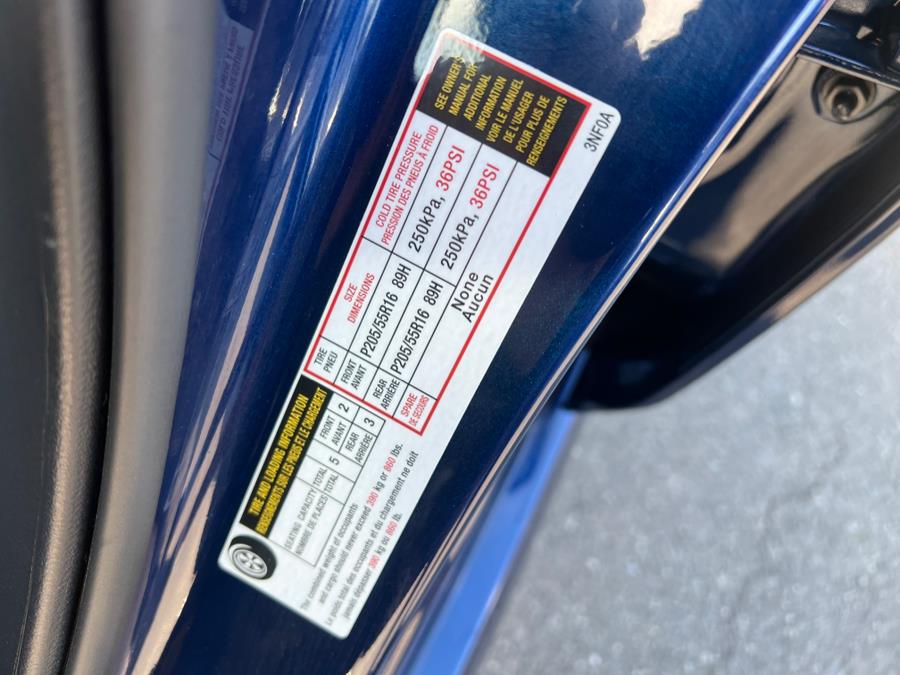 TIRE AND LOADING INFORMATION
RENSEIGNEMENTS SUR LES PNEUS ET LE CHARGEMENT
SEATING CAPACITY TOTAL 5 FRONT 2 REAR 3
NOMBRE DE PLACES TOTAL AVANT ARRIÈRE
The combined weight of occupants
and cargo should never exceed 390 kg or 860 lbs.
Le poids total des occupants et du chargement ne doit
jamais dépasser 390 kg ou 860 lb.
TIRE SIZE COLD TIRE PRESSURE
PNEU DIMENSIONS PRESSION DES PNEUS À FROID
FRONT
AVANT P205/55R16 89H 250kPa, 36PSI
REAR
ARRIÈRE P205/55R16 89H 250kPa, 36PSI
SPARE None
DE SECOURS Aucun
SEE OWNER'S
MANUAL FOR
ADDITIONAL
INFORMATION
VOIR LE MANUEL
DE L'USAGER
POUR PLUS DE
RENSEIGNEMENTS
3NF0A